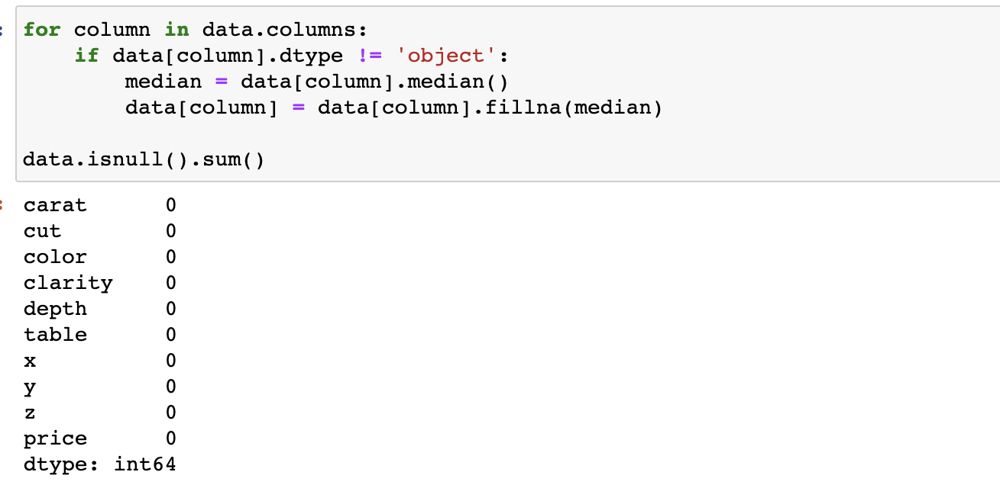 for column in data.columns:
    if data[column].dtype != 'object':
        median = data[column].median()
        data[column] = data[column].fillna(median)

data.isnull().sum()
carat      0
cut        0
color      0
clarity    0
depth      0
table      0
x          0
y          0
z          0
price      0
dtype: int64